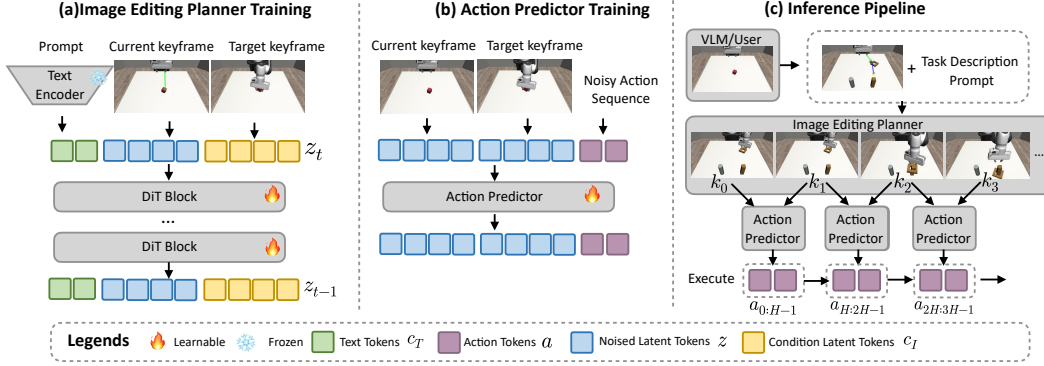 (a)Image Editing Planner Training
Prompt
Current keyframe
Target keyframe
Text
Encoder
z_t
DiT Block
...
DiT Block
z_{t-1}
(b) Action Predictor Training
Current keyframe
Target keyframe
Noisy Action
Sequence
Action Predictor
(c) Inference Pipeline
VLM/User
+ Task Description
Prompt
Image Editing Planner
...
k_0
k_1
k_2
k_3
Action
Predictor
Action
Predictor
Action
Predictor
Execute
a_{0:H-1}
a_{H:2H-1}
a_{2H:3H-1}
Legends
Learnable
Frozen
Text Tokens c_T
Action Tokens a
Noised Latent Tokens z
Condition Latent Tokens c_I